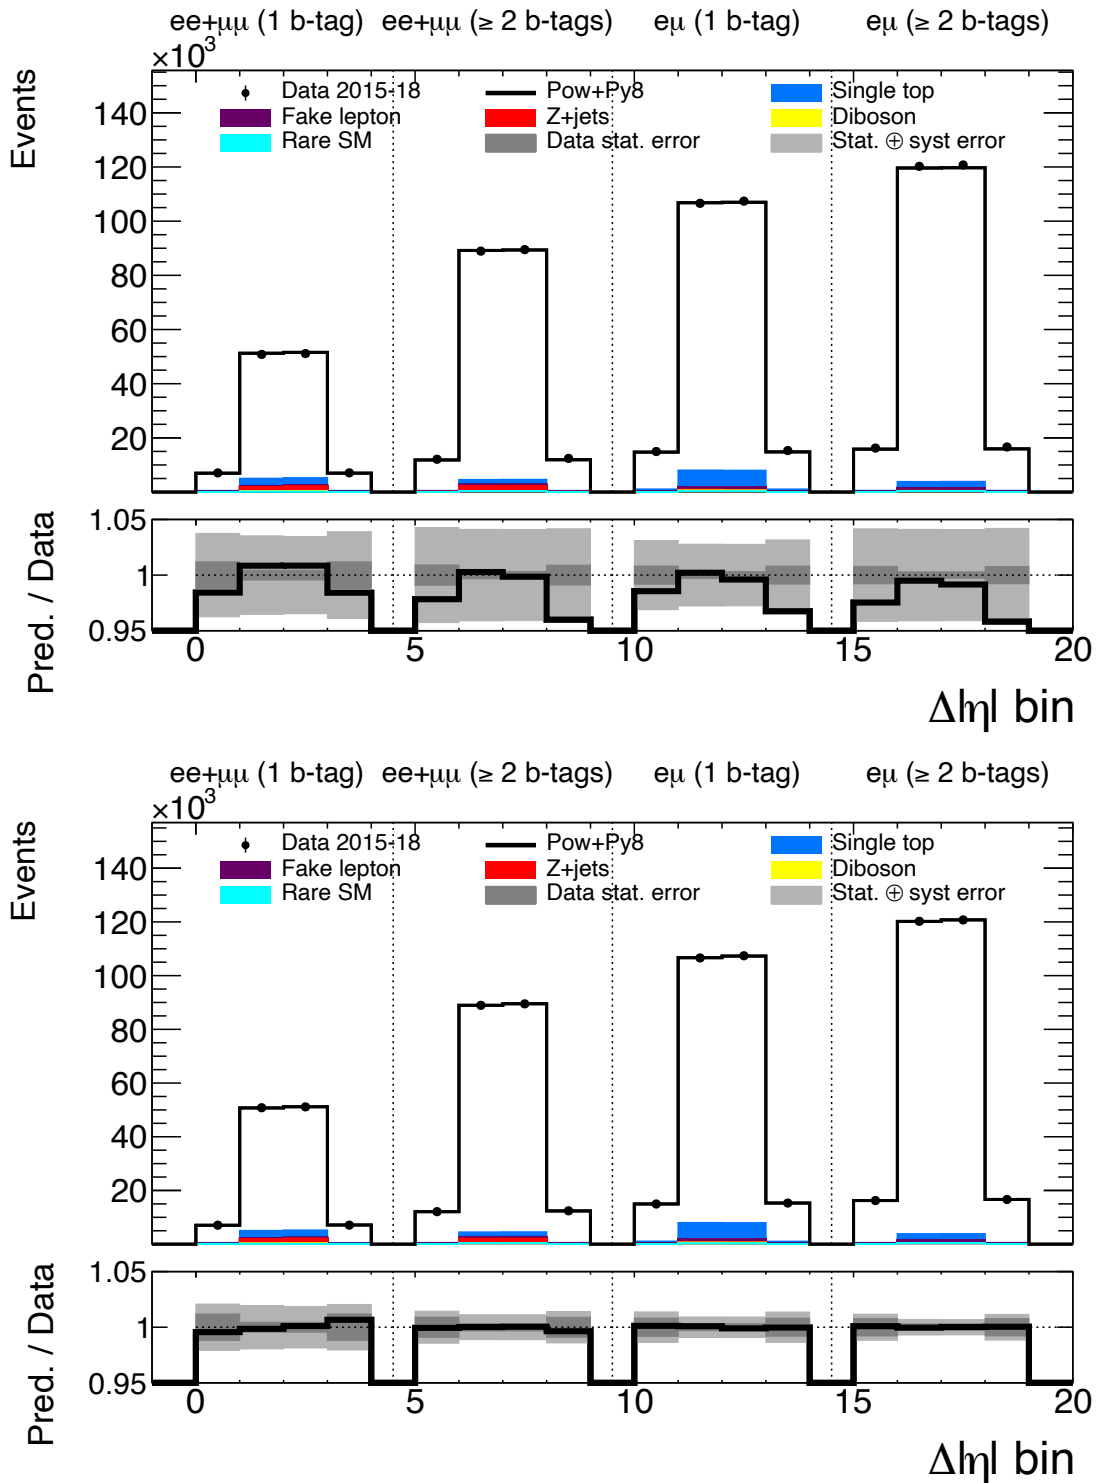 ee+μμ (1 b-tag) ee+μμ (≥ 2 b-tags) eμ (1 b-tag) eμ (≥ 2 b-tags)
×10³
Events
Data 2015-18 Pow+Py8 Single top
Fake lepton Z+jets Diboson
Rare SM Data stat. error Stat. ⊕ syst error
140
120
100
80
60
40
20
Pred. / Data
1.05
1
0.95
0 5 10 15 20
Δ|η| bin
ee+μμ (1 b-tag) ee+μμ (≥ 2 b-tags) eμ (1 b-tag) eμ (≥ 2 b-tags)
×10³
Events
Data 2015-18 Pow+Py8 Single top
Fake lepton Z+jets Diboson
Rare SM Data stat. error Stat. ⊕ syst error
140
120
100
80
60
40
20
Pred. / Data
1.05
1
0.95
0 5 10 15 20
Δ|η| bin